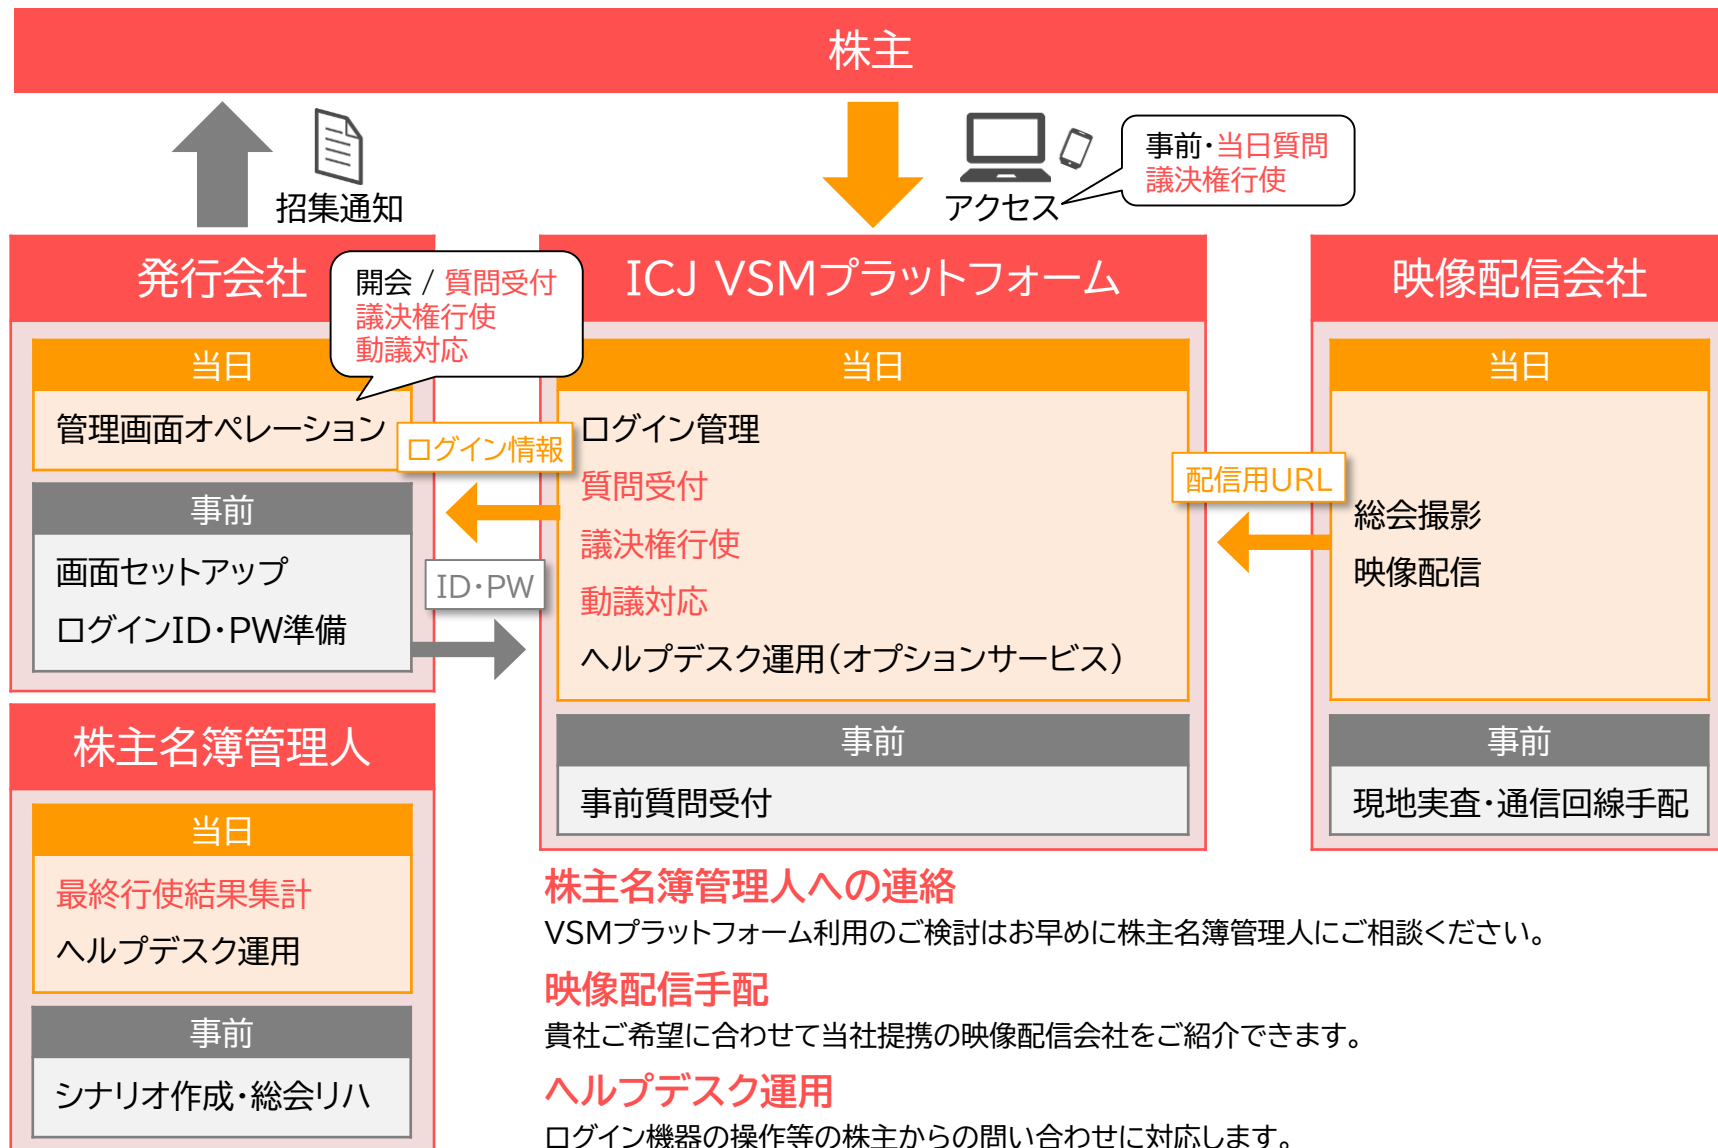 株主
招集通知
アクセス
事前・当日質問
議決権行使
発行会社
開会 / 質問受付
議決権行使
動議対応
当日
管理画面オペレーション
ログイン情報
事前
画面セットアップ
ログインID・PW準備
ID・PW
ICJ VSMプラットフォーム
当日
ログイン管理
質問受付
議決権行使
動議対応
ヘルプデスク運用(オプションサービス)
事前
事前質問受付
映像配信会社
当日
配信用URL
総会撮影
映像配信
事前
現地実査・通信回線手配
株主名簿管理人
当日
最終行使結果集計
ヘルプデスク運用
事前
シナリオ作成・総会リハ
株主名簿管理人への連絡
VSMプラットフォーム利用のご検討はお早めに株主名簿管理人にご相談ください。
映像配信手配
貴社ご希望に合わせて当社提携の映像配信会社をご紹介できます。
ヘルプデスク運用
ログイン機器の操作等の株主からの問い合わせに対応します。